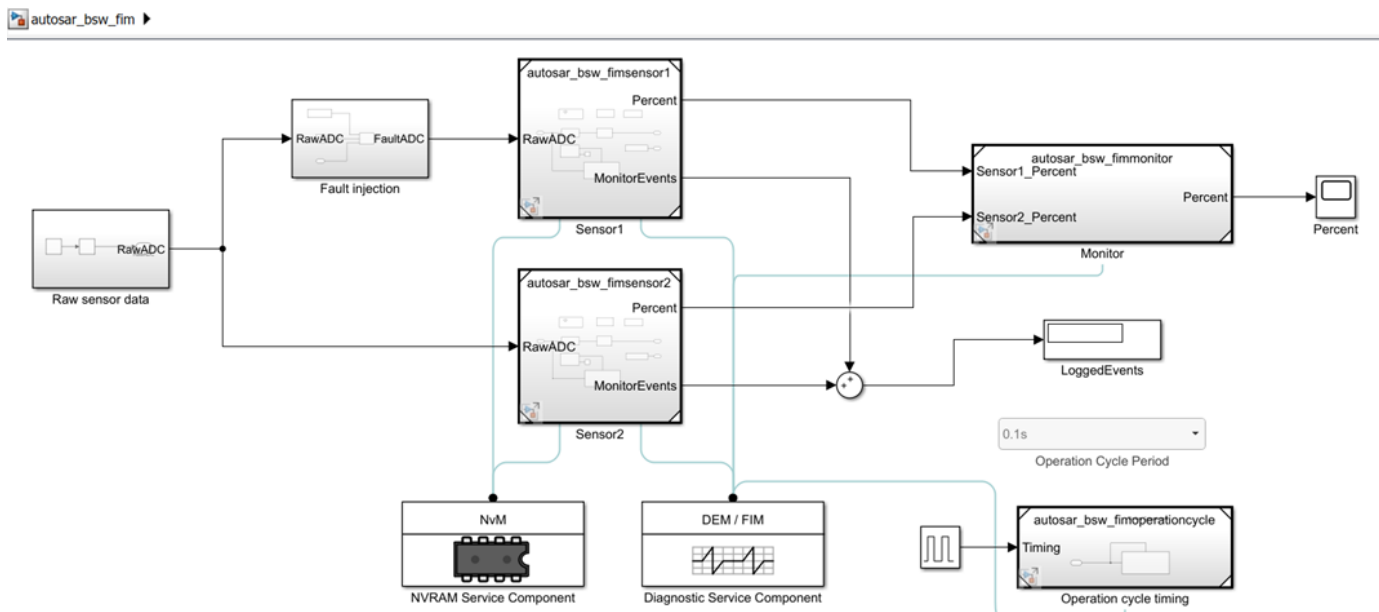 autosar_bsw_fim
autosar_bsw_fimsensor1
Percent
RawADC
MonitorEvents
Sensor1
RawADC
FaultADC
Fault injection
RawADC
Raw sensor data
autosar_bsw_fimmonitor
Sensor1_Percent
Sensor2_Percent
Percent
Monitor
Percent
autosar_bsw_fimsensor2
Percent
RawADC
MonitorEvents
Sensor2
LoggedEvents
0.1s
Operation Cycle Period
NvM
NVRAM Service Component
DEM / FIM
Diagnostic Service Component
autosar_bsw_fimoperationcycle
Timing
Operation cycle timing